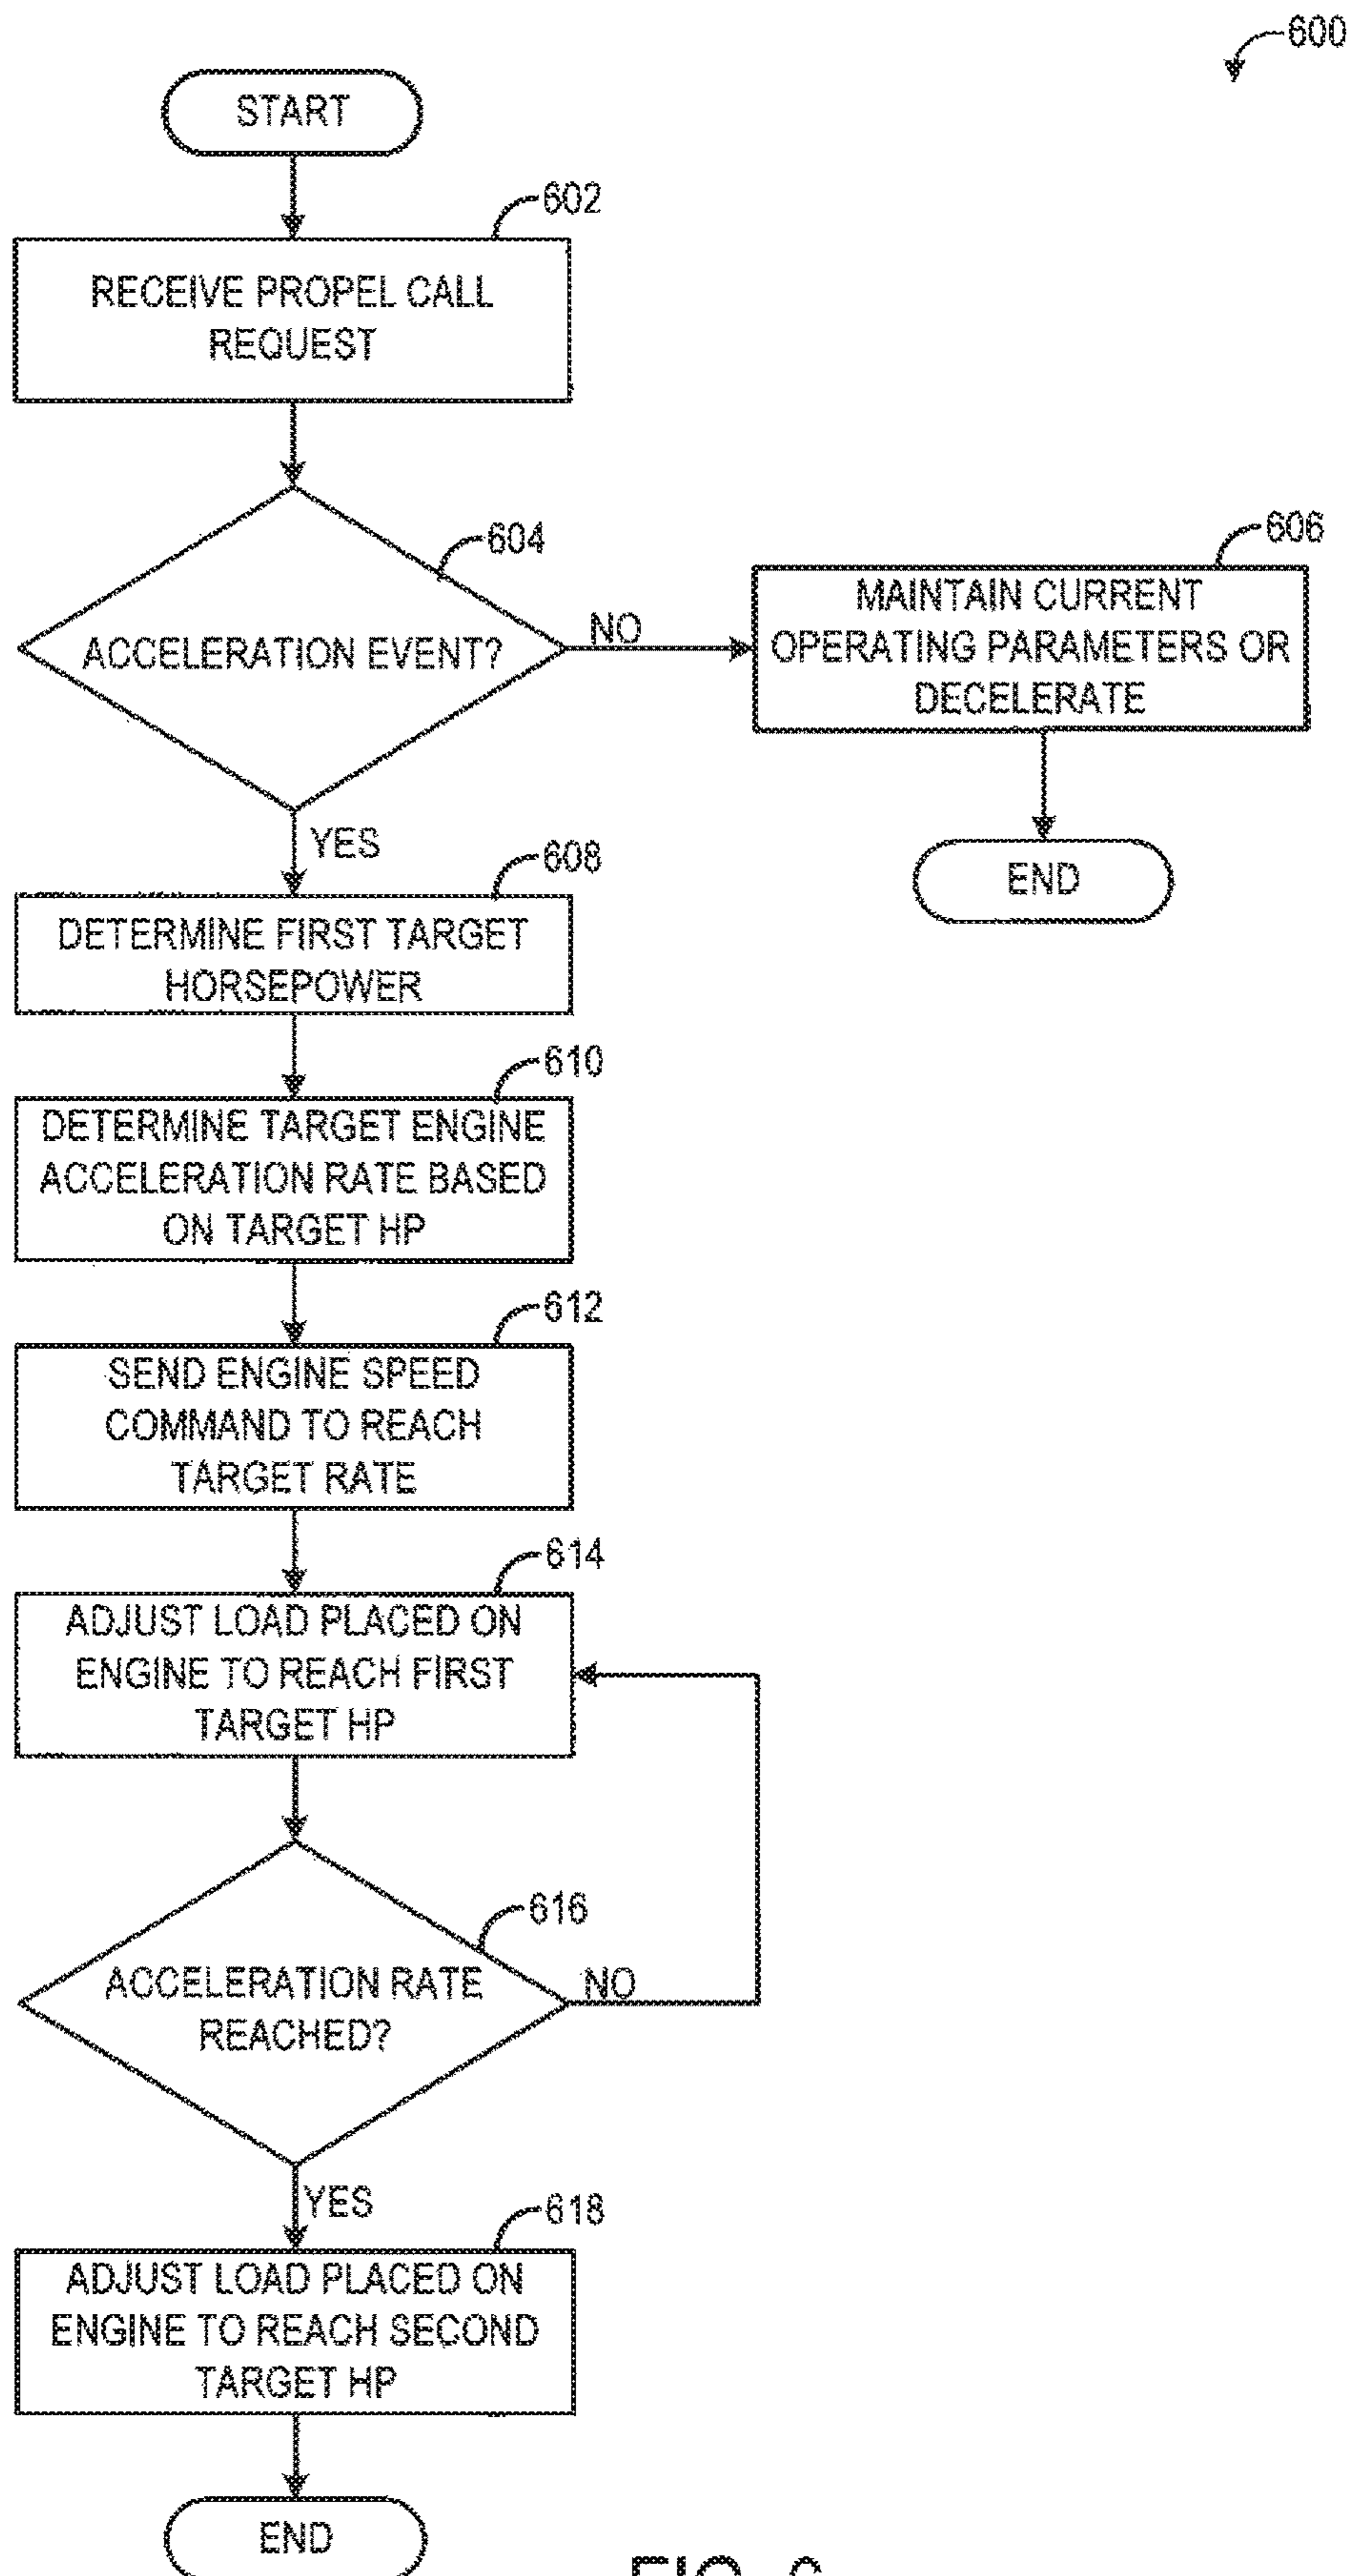 600
START
602
RECEIVE PROPEL CALL
REQUEST
604
ACCELERATION EVENT?
NO
606
MAINTAIN CURRENT
OPERATING PARAMETERS OR
DECELERATE
END
YES
608
DETERMINE FIRST TARGET
HORSEPOWER
610
DETERMINE TARGET ENGINE
ACCELERATION RATE BASED
ON TARGET HP
612
SEND ENGINE SPEED
COMMAND TO REACH
TARGET RATE
614
ADJUST LOAD PLACED ON
ENGINE TO REACH FIRST
TARGET HP
616
ACCELERATION RATE
REACHED?
NO
YES
618
ADJUST LOAD PLACED ON
ENGINE TO REACH SECOND
TARGET HP
END
FIG.